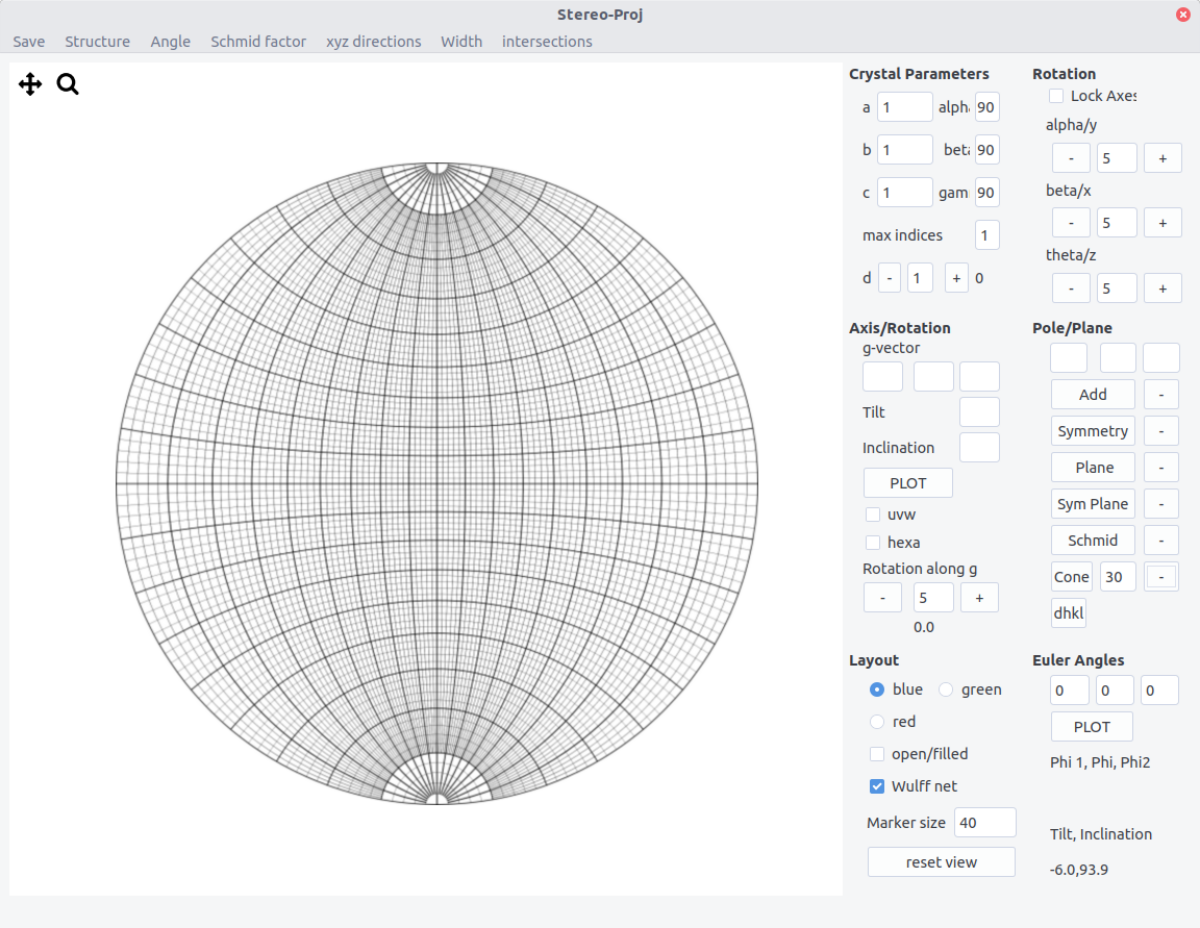 Stereo-Proj
Save Structure Angle Schmid factor xyz directions Width intersections
Crystal Parameters
a 1 alph 90
b 1 beta 90
c 1 gam 90
max indices 1
d - 1 + 0
Rotation
Lock Axes
alpha/y
- 5 +
beta/x
- 5 +
theta/z
- 5 +
Axis/Rotation
g-vector
Tilt
Inclination
PLOT
uvw
hexa
Rotation along g
- 5 +
0.0
Pole/Plane
Add -
Symmetry -
Plane -
Sym Plane -
Schmid -
Cone 30 -
dhkl
Layout
blue green
red
open/filled
Wulff net
Marker size 40
reset view
Euler Angles
0 0 0
PLOT
Phi 1, Phi, Phi2
Tilt, Inclination
-6.0,93.9